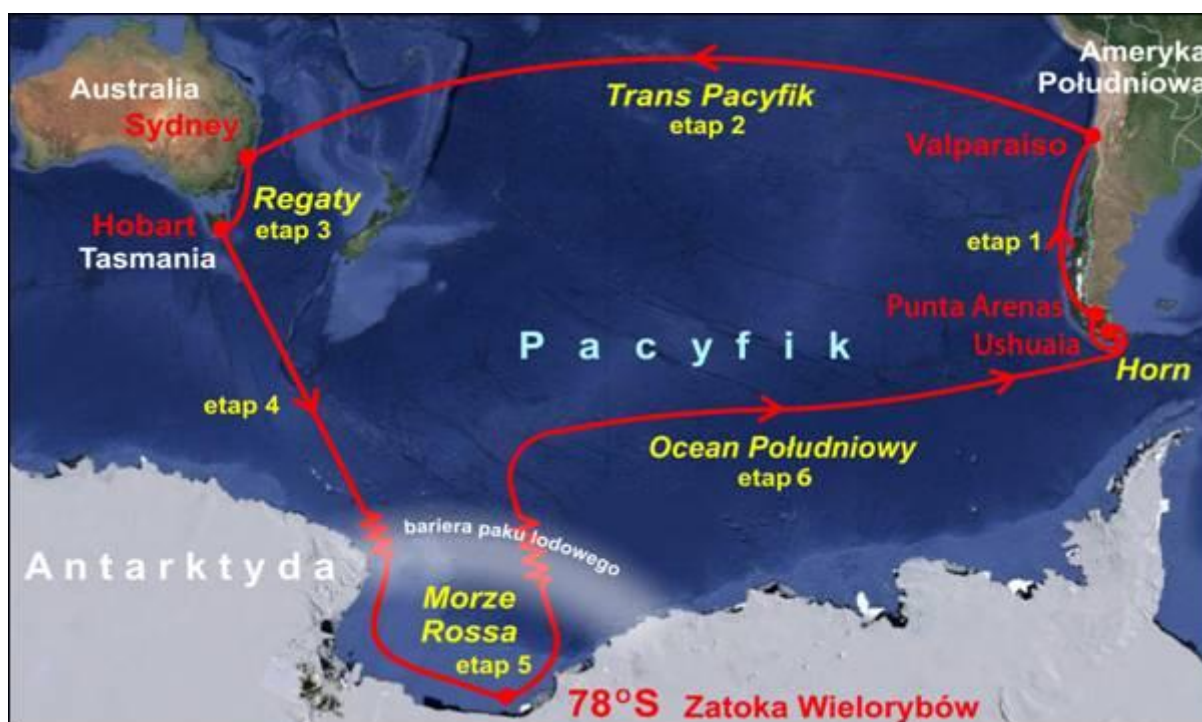 Ameryka
Południowa
Australia
Sydney
Trans Pacyfik
etap 2
Valparaiso
Regaty
etap 3
Hobart
Tasmania
etap 1
Punta Arenas
Ushuaia
Horn
Pacyfik
etap 4
Ocean Południowy
etap 6
bariera paku lodowego
Antarktyda
Morze
Rossa
etap 5
78°S Zatoka Wielorybów